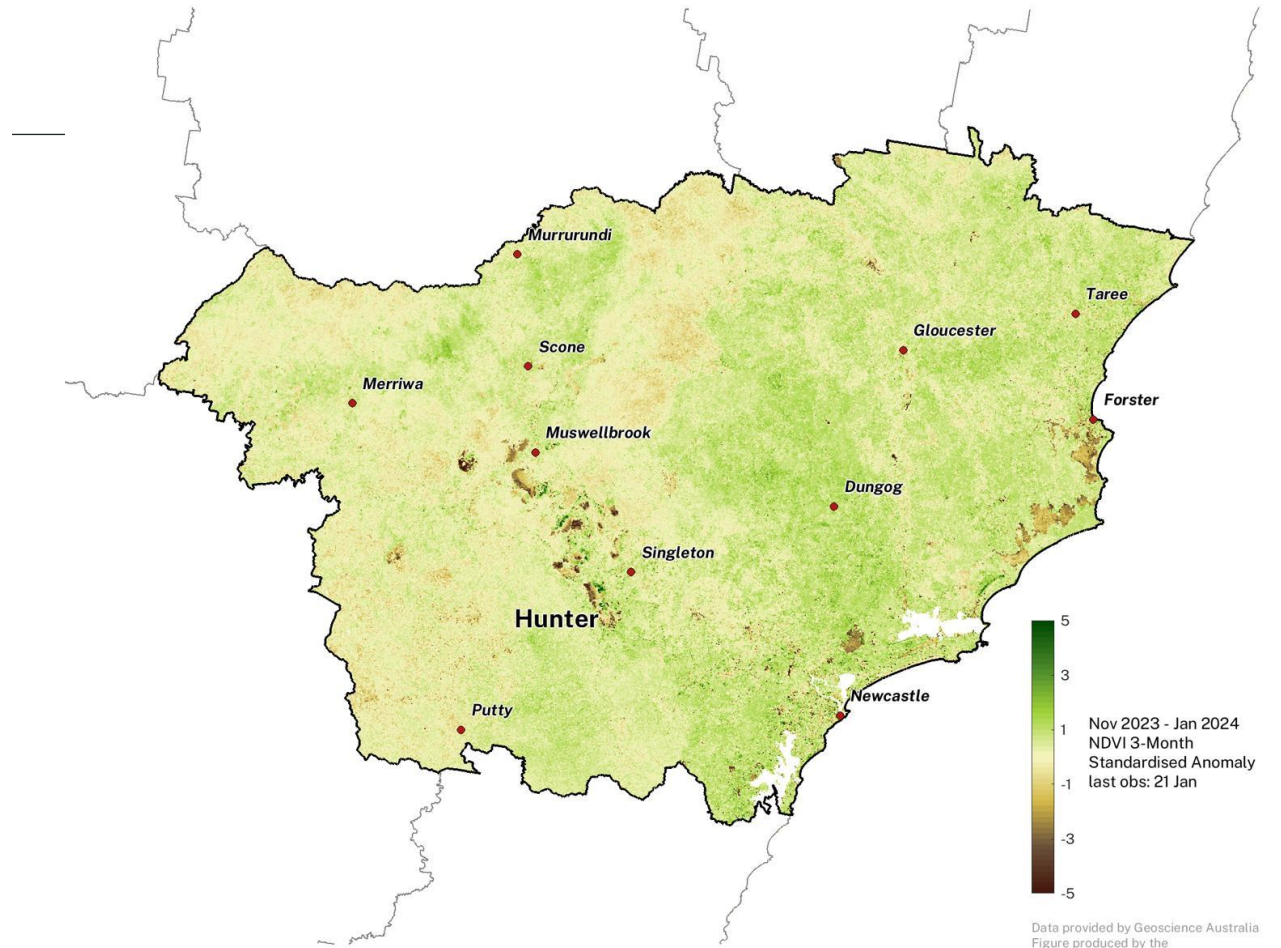 Murrurundi
Taree
Gloucester
Scone
Merriwa
Forster
Muswellbrook
Dungog
Singleton
Hunter
Newcastle
Putty
5
3
1
-1
-3
-5
Nov 2023 - Jan 2024
NDVI 3-Month
Standardised Anomaly
last obs: 21 Jan
Data provided by Geoscience Australia
Figure produced by the